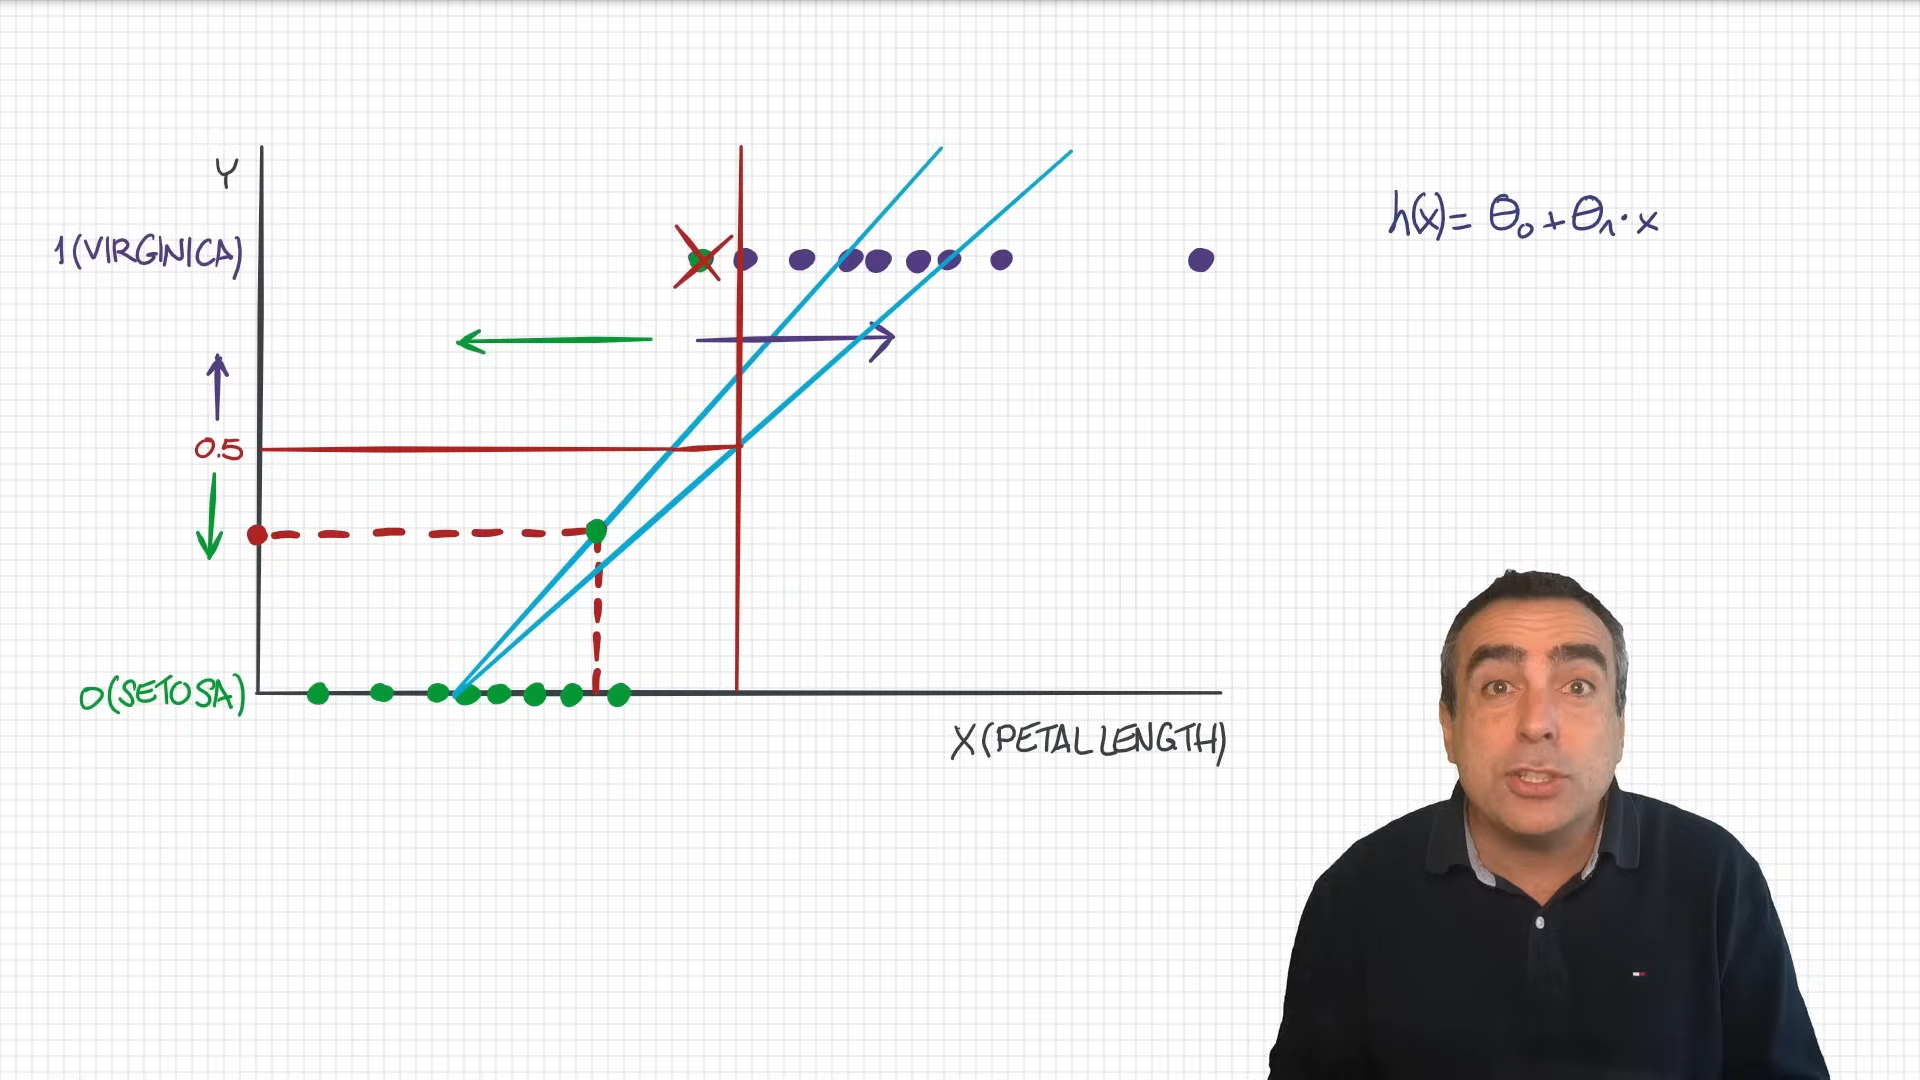 Y
1(VIRGINICA)
h(x)= θ₀+θ₁·x
0.5
0(SETOSA)
X(PETAL LENGTH)